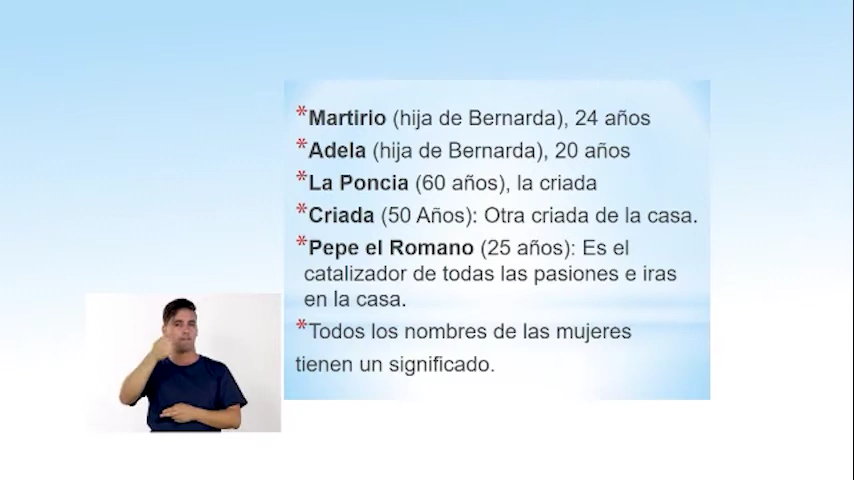 *Martirio (hija de Bernarda), 24 años
*Adela (hija de Bernarda), 20 años
*La Poncia (60 años), la criada
*Criada (50 Años): Otra criada de la casa.
*Pepe el Romano (25 años): Es el
catalizador de todas las pasiones e iras
en la casa.
*Todos los nombres de las mujeres
tienen un significado.